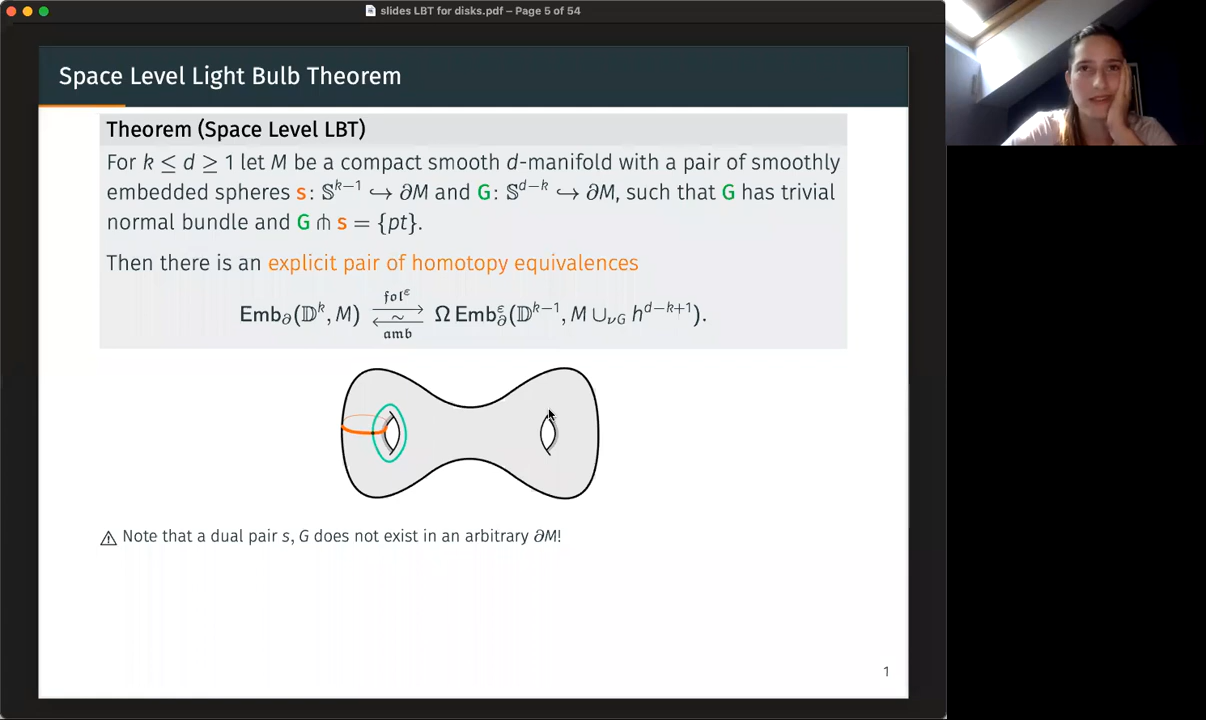 slides LBT for disks.pdf – Page 5 of 54
Space Level Light Bulb Theorem
Theorem (Space Level LBT)
For k ≤ d ≥ 1 let M be a compact smooth d-manifold with a pair of smoothly
embedded spheres s: 𝕊^{k−1} ↪ ∂M and G: 𝕊^{d−k} ↪ ∂M, such that G has trivial
normal bundle and G ⋔ s = {pt}.
Then there is an explicit pair of homotopy equivalences
Emb_∂(𝔻^k, M) 𝔣𝔬𝔩^ε ⟶ ∼ ⟵ 𝔞𝔪𝔟 Ω Emb^ε_∂(𝔻^{k−1}, M ∪_{νG} h^{d−k+1}).
⚠ Note that a dual pair s, G does not exist in an arbitrary ∂M!
1